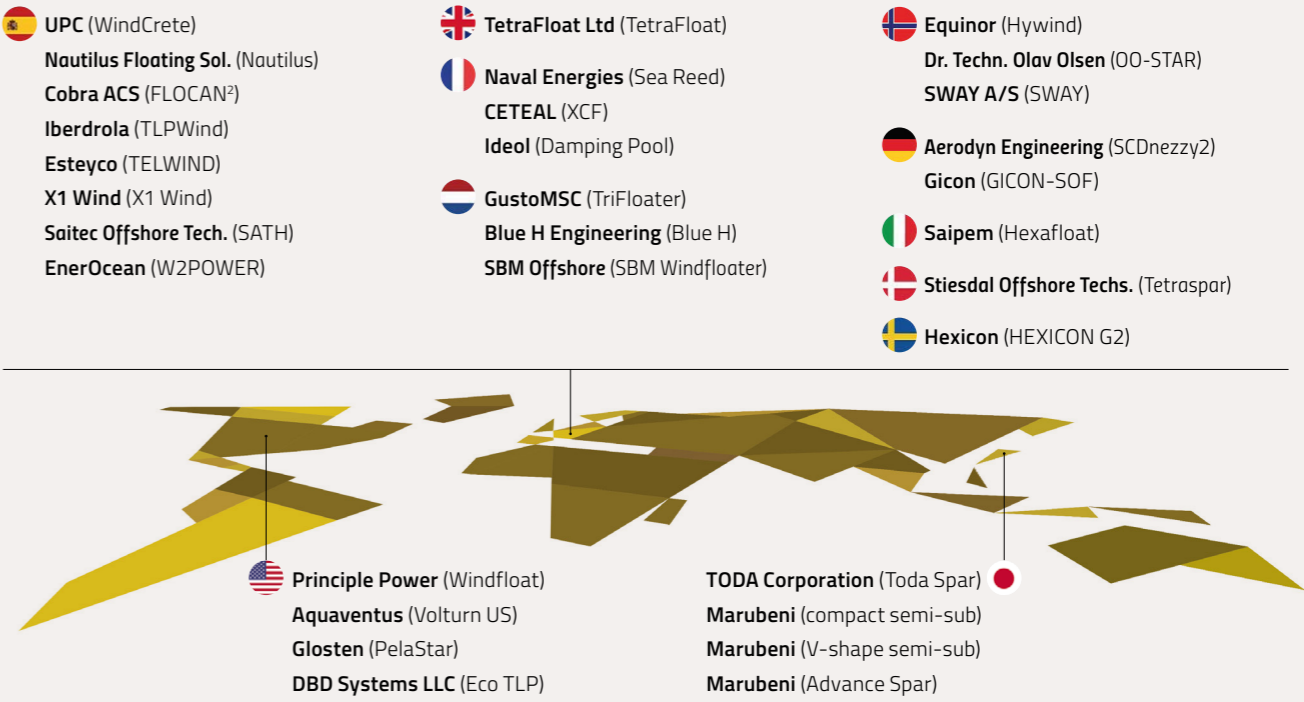 UPC (WindCrete)
Nautilus Floating Sol. (Nautilus)
Cobra ACS (FLOCAN²)
Iberdrola (TLPWind)
Esteyco (TELWIND)
X1 Wind (X1 Wind)
Saitec Offshore Tech. (SATH)
EnerOcean (W2POWER)
TetraFloat Ltd (TetraFloat)
Naval Energies (Sea Reed)
CETEAL (XCF)
Ideol (Damping Pool)
GustoMSC (TriFloater)
Blue H Engineering (Blue H)
SBM Offshore (SBM Windfloater)
Equinor (Hywind)
Dr. Techn. Olav Olsen (OO-STAR)
SWAY A/S (SWAY)
Aerodyn Engineering (SCDnezzy2)
Gicon (GICON-SOF)
Saipem (Hexafloat)
Stiesdal Offshore Techs. (Tetraspar)
Hexicon (HEXICON G2)
Principle Power (Windfloat)
Aquaventus (Volturn US)
Glosten (PelaStar)
DBD Systems LLC (Eco TLP)
TODA Corporation (Toda Spar)
Marubeni (compact semi-sub)
Marubeni (V-shape semi-sub)
Marubeni (Advance Spar)